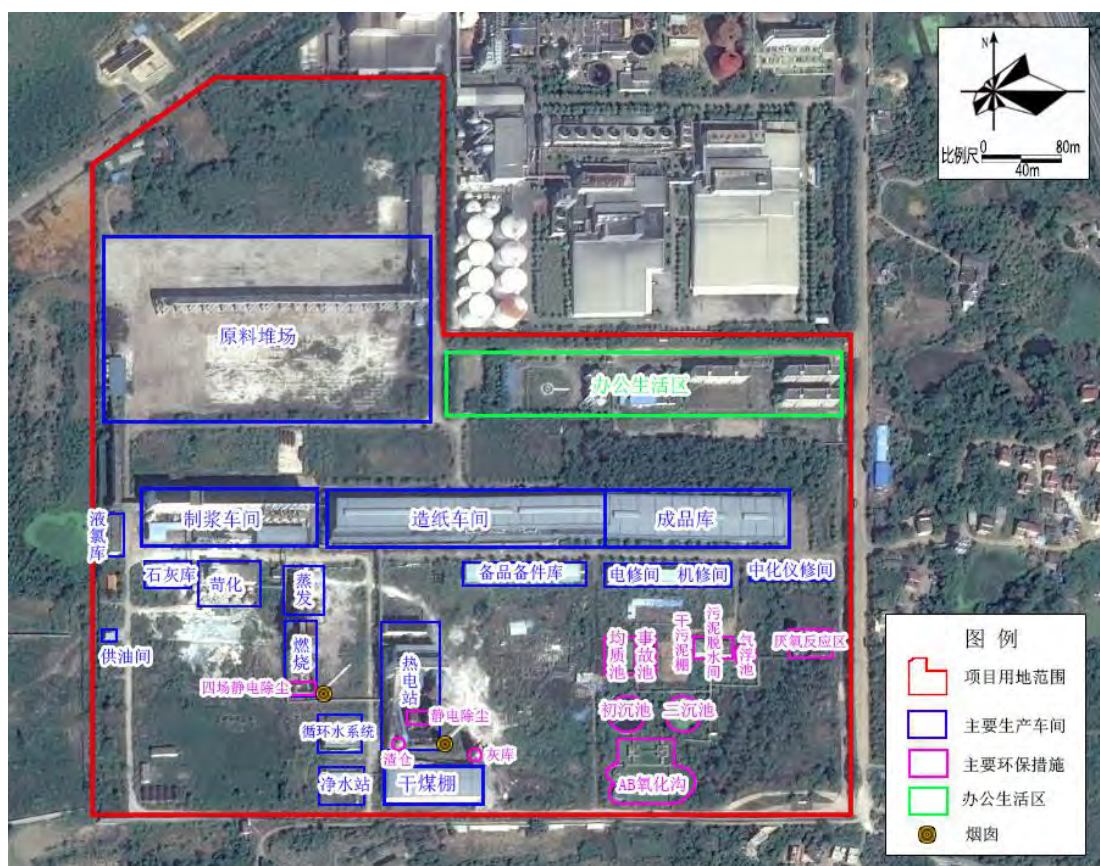 N
比例尺
0
80m
40m
原料堆场
办公生活区
制浆车间
造纸车间
成品库
液氯库
石灰库
苛化
蒸发
备品备件库
电修间
机修间
中化仪修间
供油间
燃烧
热电站
均质池
事故池
干污泥棚
污泥脱水间
气浮池
厌氧反应区
四场静电除尘
静电除尘
初沉池
三沉池
循环水系统
渣仓
灰库
净水站
干煤棚
AB氧化沟
图 例
项目用地范围
主要生产车间
主要环保措施
办公生活区
烟囱